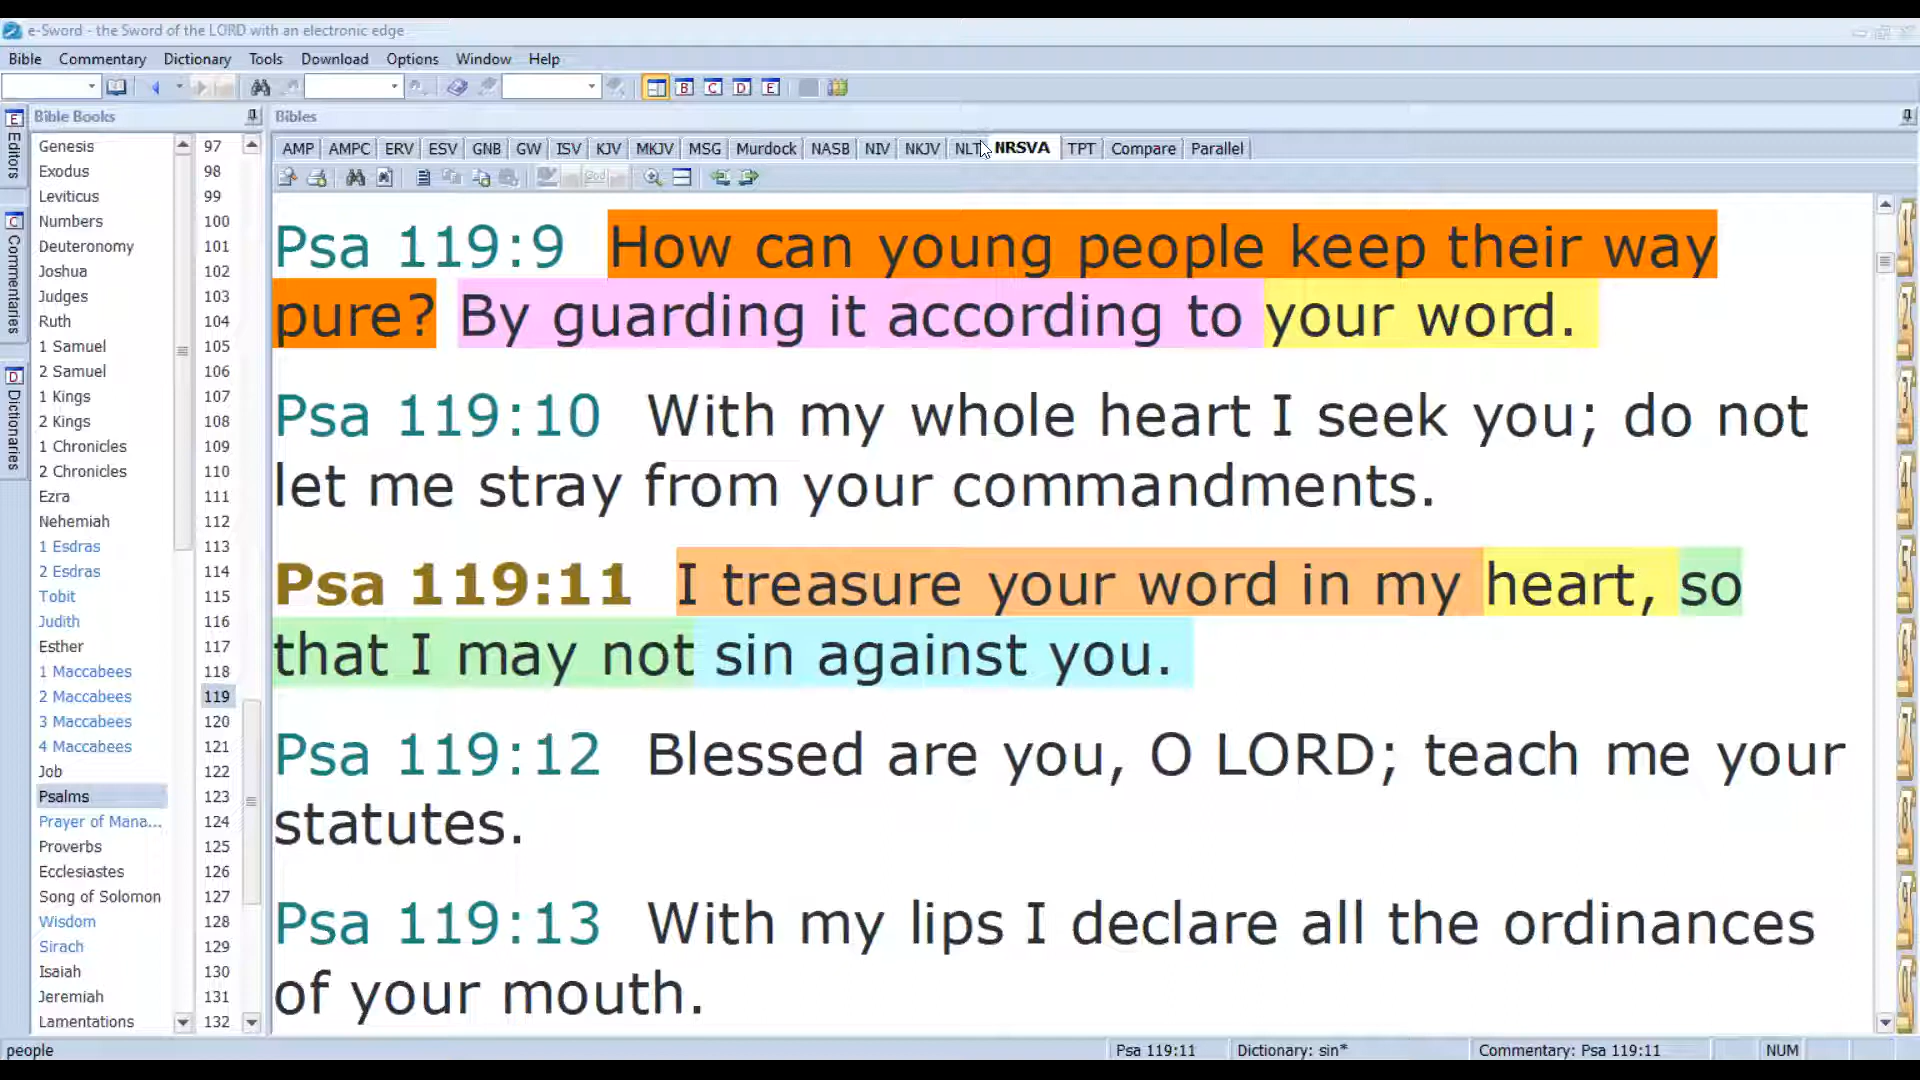 e-Sword - the Sword of the LORD with an electronic edge
Bible Commentary Dictionary Tools Download Options Window Help
B C D E
E Editors
C Commentaries
D Dictionaries
Bible Books
Genesis
Exodus
Leviticus
Numbers
Deuteronomy
Joshua
Judges
Ruth
1 Samuel
2 Samuel
1 Kings
2 Kings
1 Chronicles
2 Chronicles
Ezra
Nehemiah
1 Esdras
2 Esdras
Tobit
Judith
Esther
1 Maccabees
2 Maccabees
3 Maccabees
4 Maccabees
Job
Psalms
Prayer of Mana...
Proverbs
Ecclesiastes
Song of Solomon
Wisdom
Sirach
Isaiah
Jeremiah
Lamentations
97
98
99
100
101
102
103
104
105
106
107
108
109
110
111
112
113
114
115
116
117
118
119
120
121
122
123
124
125
126
127
128
129
130
131
132
Bibles
AMP AMPC ERV ESV GNB GW ISV KJV MKJV MSG Murdock NASB NIV NKJV NLT NRSVA TPT Compare Parallel
Psa 119:9 How can young people keep their way
pure? By guarding it according to your word.
Psa 119:10 With my whole heart I seek you; do not
let me stray from your commandments.
Psa 119:11 I treasure your word in my heart, so
that I may not sin against you.
Psa 119:12 Blessed are you, O LORD; teach me your
statutes.
Psa 119:13 With my lips I declare all the ordinances
of your mouth.
1
2
3
4
5
6
7
8
9
0
people Psa 119:11 Dictionary: sin* Commentary: Psa 119:11 NUM